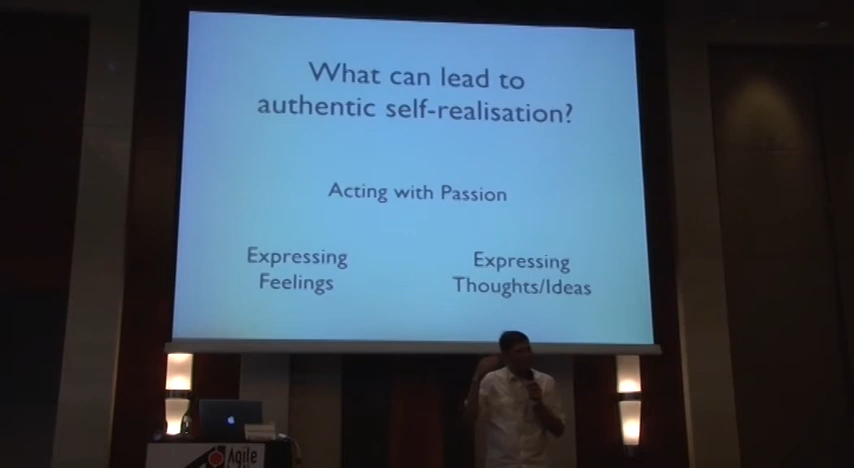 What can lead to
authentic self-realisation?
Acting with Passion
Expressing
Feelings
Expressing
Thoughts/Ideas
Agile